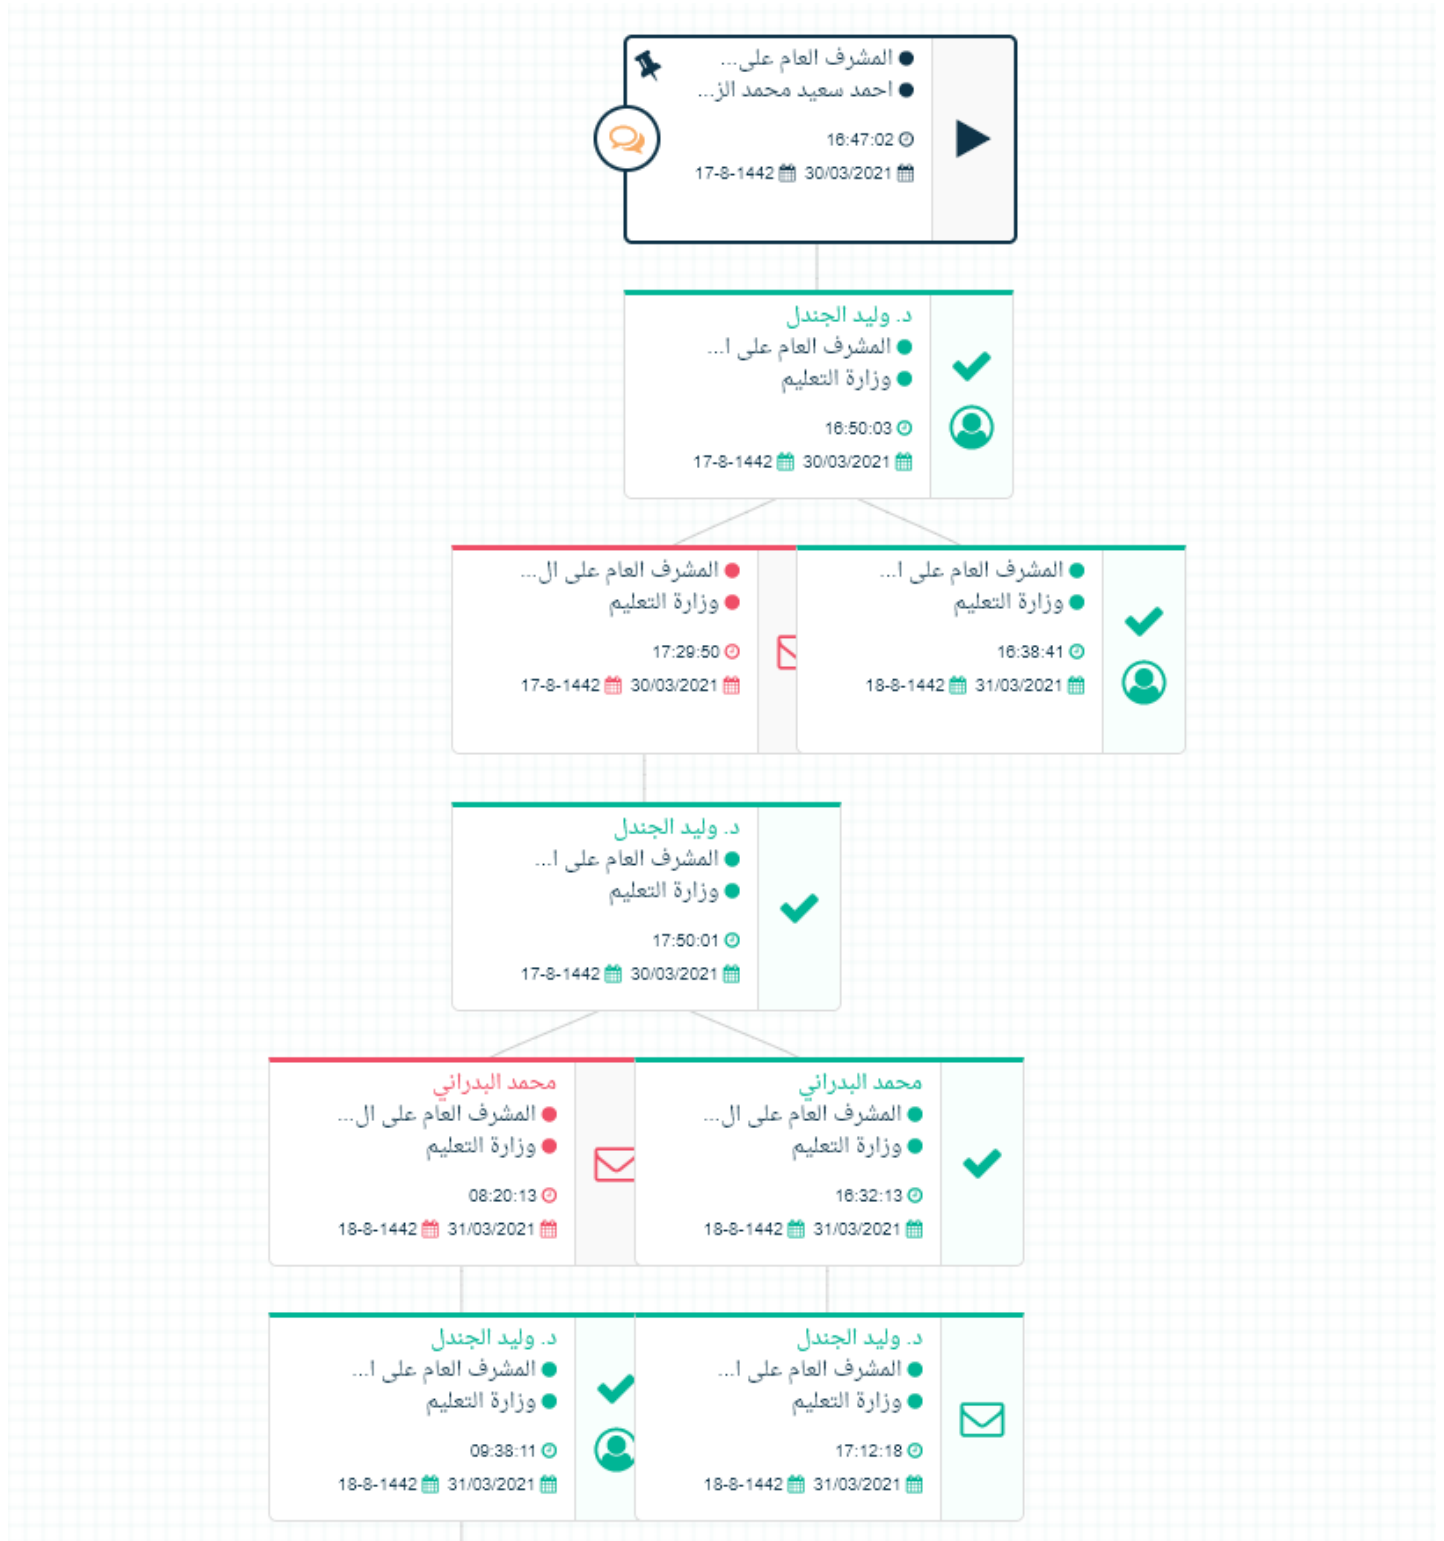 المشرف العام على...
احمد سعيد محمد الز...
16:47:02
30/03/2021 17-8-1442
د. وليد الجندل
المشرف العام على ا...
وزارة التعليم
16:50:03
30/03/2021 17-8-1442
المشرف العام على ا...
وزارة التعليم
16:38:41
31/03/2021 18-8-1442
المشرف العام على ال...
وزارة التعليم
17:29:50
30/03/2021 17-8-1442
د. وليد الجندل
المشرف العام على ا...
وزارة التعليم
17:50:01
30/03/2021 17-8-1442
محمد البدراني
المشرف العام على ال...
وزارة التعليم
16:32:13
31/03/2021 18-8-1442
محمد البدراني
المشرف العام على ال...
وزارة التعليم
08:20:13
31/03/2021 18-8-1442
د. وليد الجندل
المشرف العام على ا...
وزارة التعليم
17:12:18
31/03/2021 18-8-1442
د. وليد الجندل
المشرف العام على ا...
وزارة التعليم
09:38:11
31/03/2021 18-8-1442